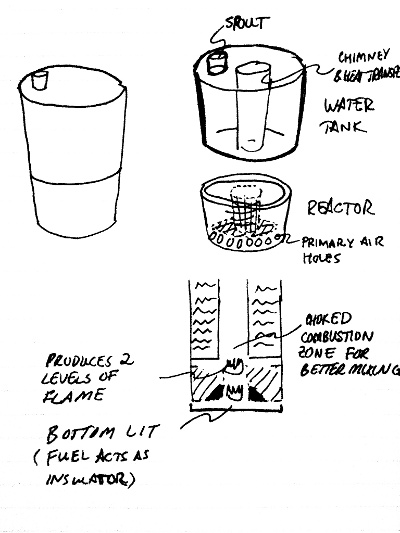 SPOUT
CHIMNEY
& HEAT TRANSFE
WATER
TANK
REACTOR
PRIMARY AIR
HOLES
CHOKED
COMBUSTION
ZONE FOR
BETTER MIXING
PRODUCES 2
LEVELS OF
FLAME
BOTTOM LIT
(FUEL ACTS AS
INSULATOR)